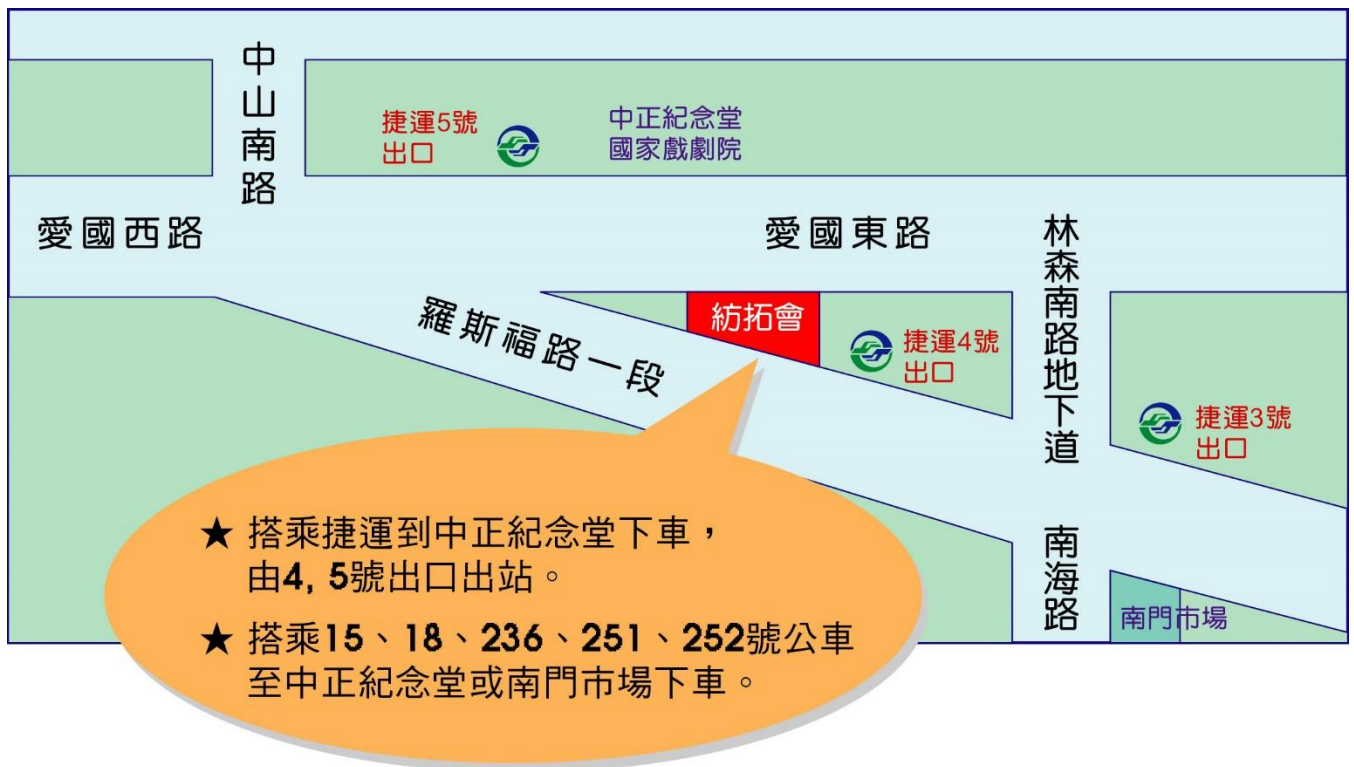 中山南路
捷運5號
出口
中正紀念堂
國家戲劇院
愛國西路
愛國東路
林森南路地下道
羅斯福路一段
紡拓會
捷運4號
出口
捷運3號
出口
★ 搭乘捷運到中正紀念堂下車，
由4, 5號出口出站。
★ 搭乘15、18、236、251、252號公車
至中正紀念堂或南門市場下車。
南海路
南門市場